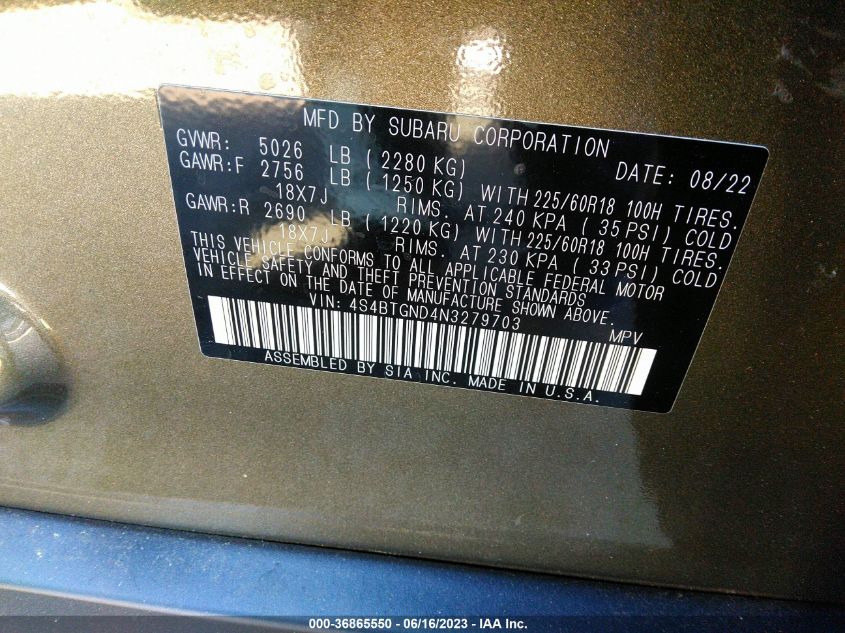 MFD BY SUBARU CORPORATION
GVWR: 5026 LB ( 2280 KG) DATE: 08/22
GAWR:F 2756 LB ( 1250 KG) WITH 225/60R18 100H TIRES.
18X7J RIMS. AT 240 KPA ( 35 PSI) COLD
GAWR:R 2690 LB ( 1220 KG) WITH 225/60R18 100H TIRES.
18X7J RIMS. AT 230 KPA ( 33 PSI) COLD
THIS VEHICLE CONFORMS TO ALL APPLICABLE FEDERAL MOTOR
VEHICLE SAFETY AND THEFT PREVENTION STANDARDS
IN EFFECT ON THE DATE OF MANUFACTURE SHOWN ABOVE.
VIN: 4S4BTGND4N3279703 MPV
ASSEMBLED BY SIA INC. MADE IN U.S.A.
000-36865550 - 06/16/2023 - IAA Inc.